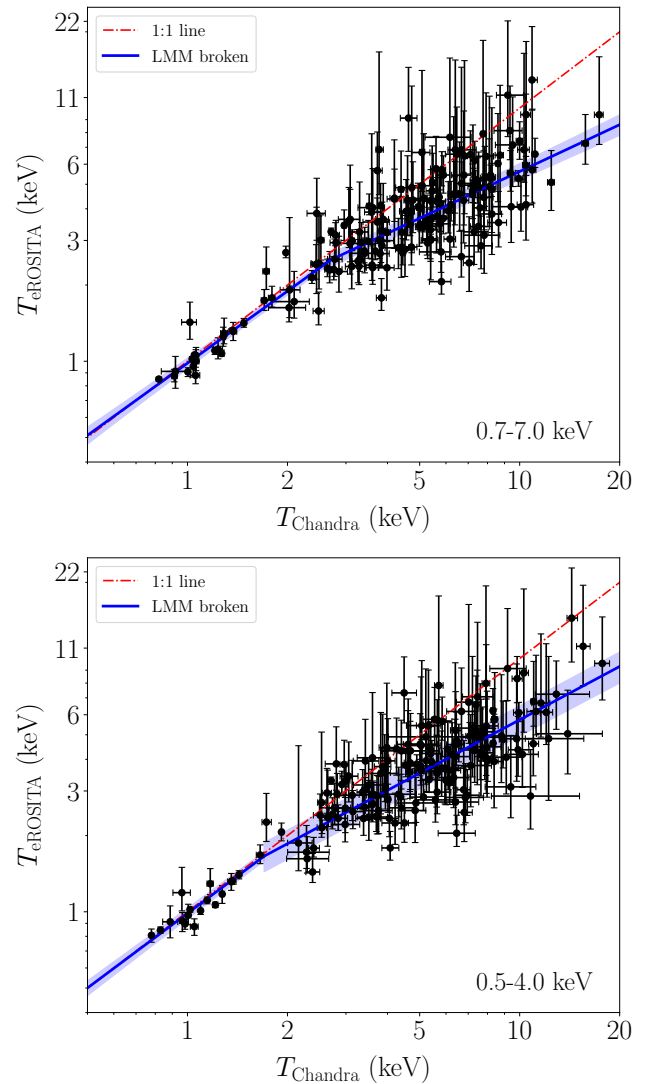 22
11
6
3
1
T_eROSITA (keV)
1:1 line
LMM broken
0.7-7.0 keV
1 2 5 10 20
T_Chandra (keV)
22
11
6
3
1
T_eROSITA (keV)
1:1 line
LMM broken
0.5-4.0 keV
1 2 5 10 20
T_Chandra (keV)